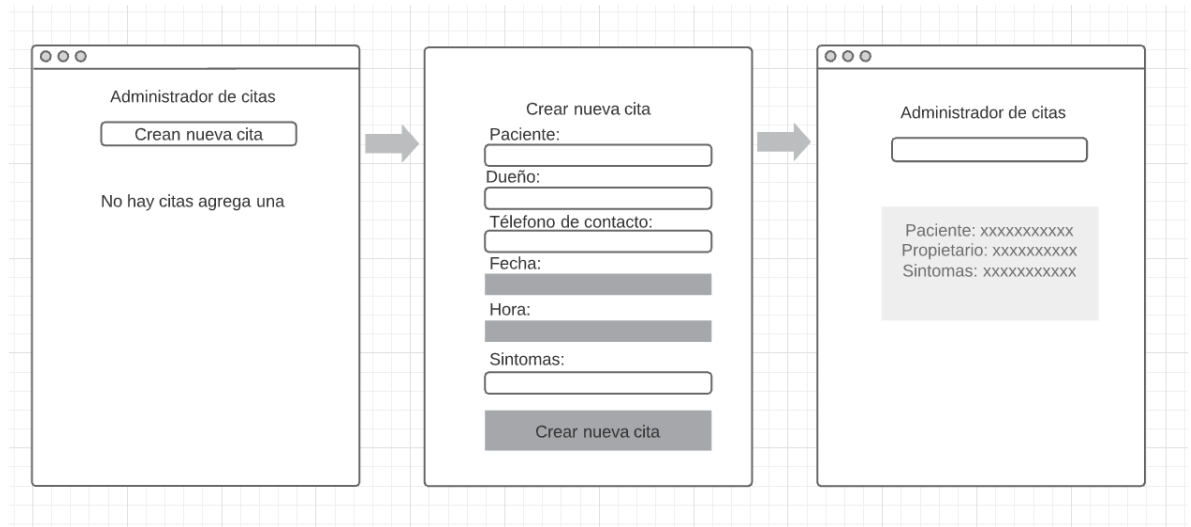 Administrador de citas
Crean nueva cita
No hay citas agrega una
Crear nueva cita
Paciente:
Dueño:
Télefono de contacto:
Fecha:
Hora:
Sintomas:
Crear nueva cita
Administrador de citas
Paciente: xxxxxxxxxxx
Propietario: xxxxxxxxxx
Sintomas: xxxxxxxxxxx